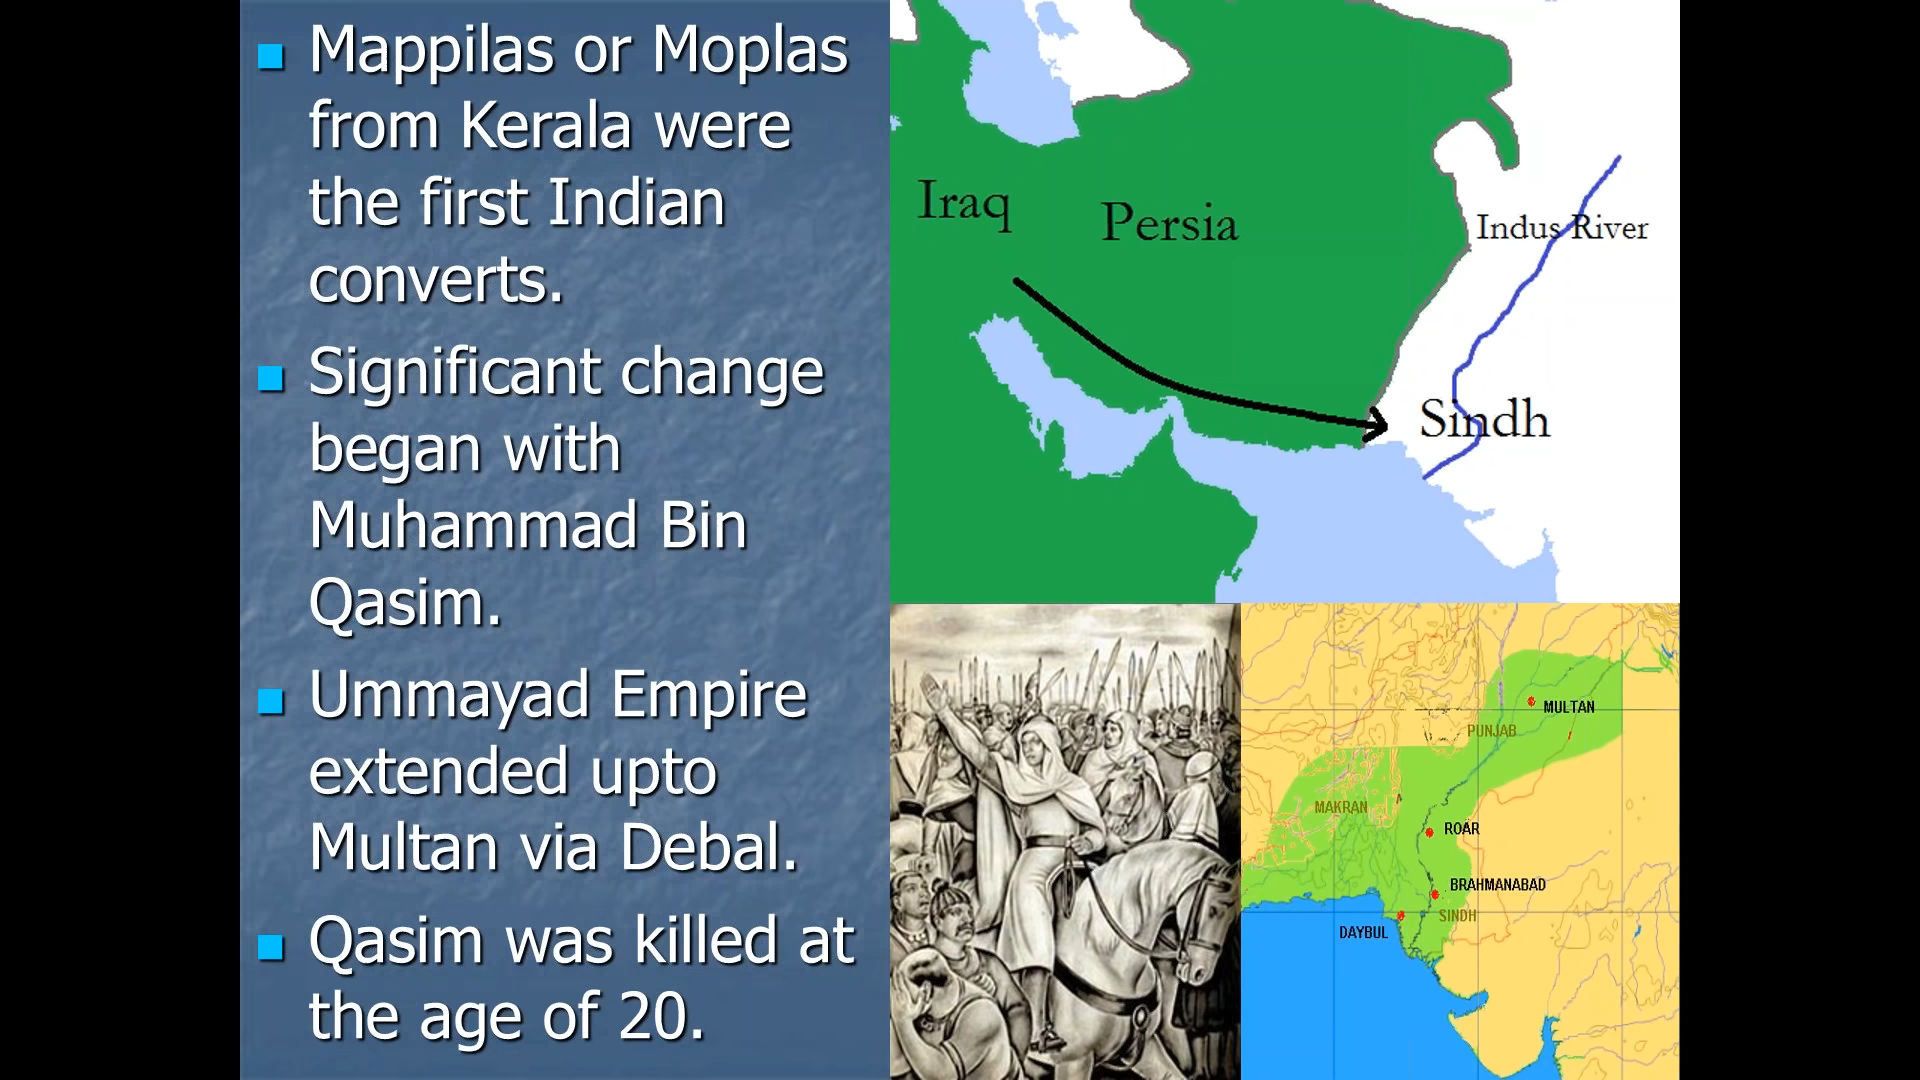 Mappilas or Moplas
from Kerala were
the first Indian
converts.
Significant change
began with
Muhammad Bin
Qasim.
Ummayad Empire
extended upto
Multan via Debal.
Qasim was killed at
the age of 20.
Iraq
Persia
Indus River
Sindh
MULTAN
PUNJAB
MAKRAN
ROAR
BRAHMANABAD
SINDH
DAYBUL